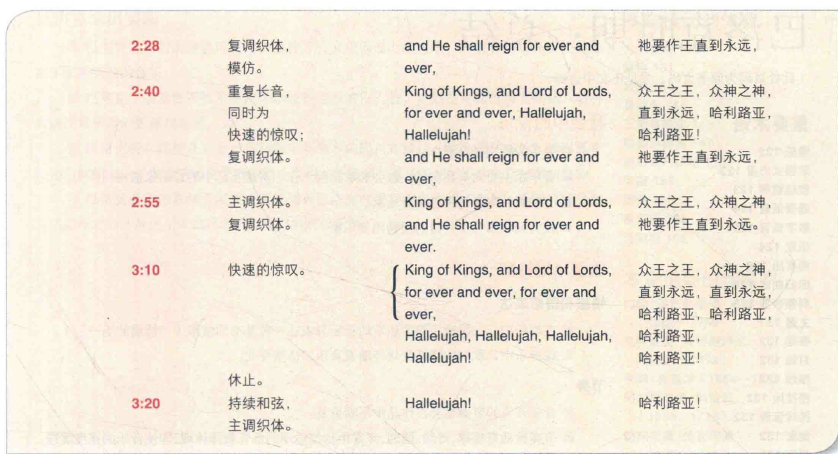 2:28 复调织体， and He shall reign for ever and 祂要作王直到永远，
模仿。 ever,
2:40 重复长音， King of Kings, and Lord of Lords, 众王之王，众神之神，
同时为 for ever and ever, Hallelujah, 直到永远，哈利路亚，
快速的惊叹； Hallelujah! 哈利路亚！
复调织体。 and He shall reign for ever and 祂要作王直到永远，
ever,
2:55 主调织体。 King of Kings, and Lord of Lords, 众王之王，众神之神，
复调织体。 and He shall reign for ever and 祂要作王直到永远。
ever.
3:10 快速的惊叹。 King of Kings, and Lord of Lords, 众王之王，众神之神，
for ever and ever, for ever and 直到永远，直到永远，
ever, 哈利路亚，哈利路亚，
Hallelujah, Hallelujah, Hallelujah, 哈利路亚，
Hallelujah! 哈利路亚！
休止。
3:20 持续和弦， Hallelujah! 哈利路亚！
主调织体。